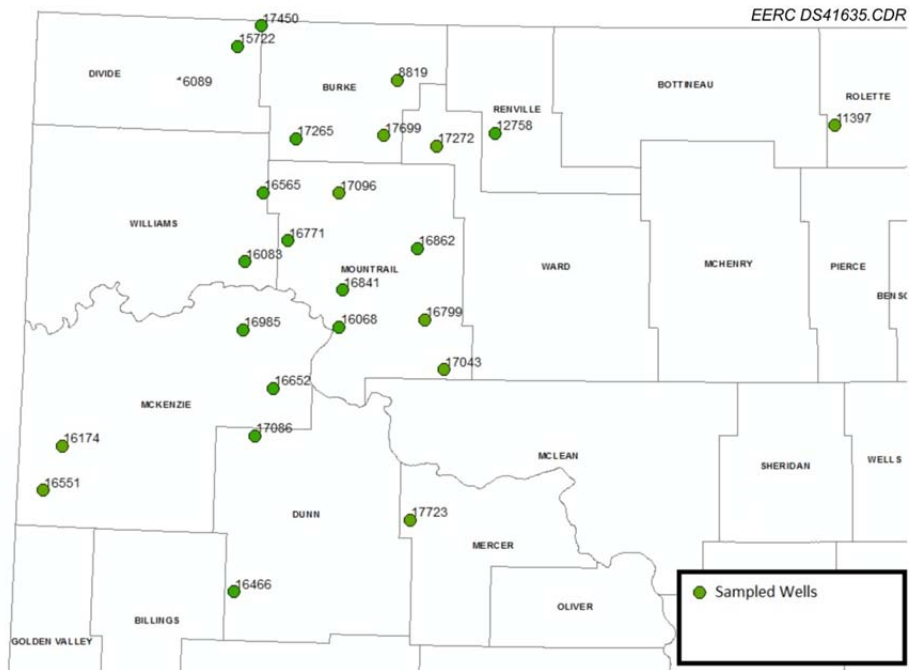 EERC DS41635.CDR
17450
15722
8819
DIVIDE
16089
BURKE
BOTTINEAU
ROLETTE
RENVILLE
11397
17265
17699
17272
12758
16565
17096
WILLIAMS
16771
16862
16083
MOUNTRAIL
WARD
MCHENRY
PIERCE
16841
16985
16068
16799
17043
16652
MCKENZIE
17086
16174
MCLEAN
SHERIDAN
WELLS
16551
DUNN
17723
MERCER
16466
Sampled Wells
OLIVER
BILLINGS
GOLDEN VALLEY